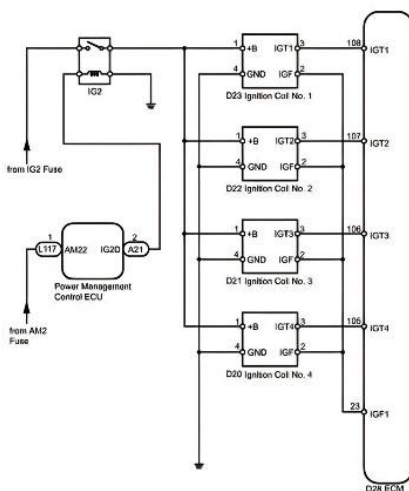 IG2
from IG2 Fuse
1
L117
AM22
IG2D
2
A21
Power Management
Control ECU
from AM2
Fuse
1
+B
IGT1
3
108
IGT1
4
GND
IGF
2
D23 Ignition Coil No. 1
1
+B
IGT2
3
107
IGT2
4
GND
IGF
2
D22 Ignition Coil No. 2
1
+B
IGT3
3
106
IGT3
4
GND
IGF
2
D21 Ignition Coil No. 3
1
+B
IGT4
3
IGT4
4
GND
IGF
2
D20 Ignition Coil No. 4
23
IGF1
D28 ECM